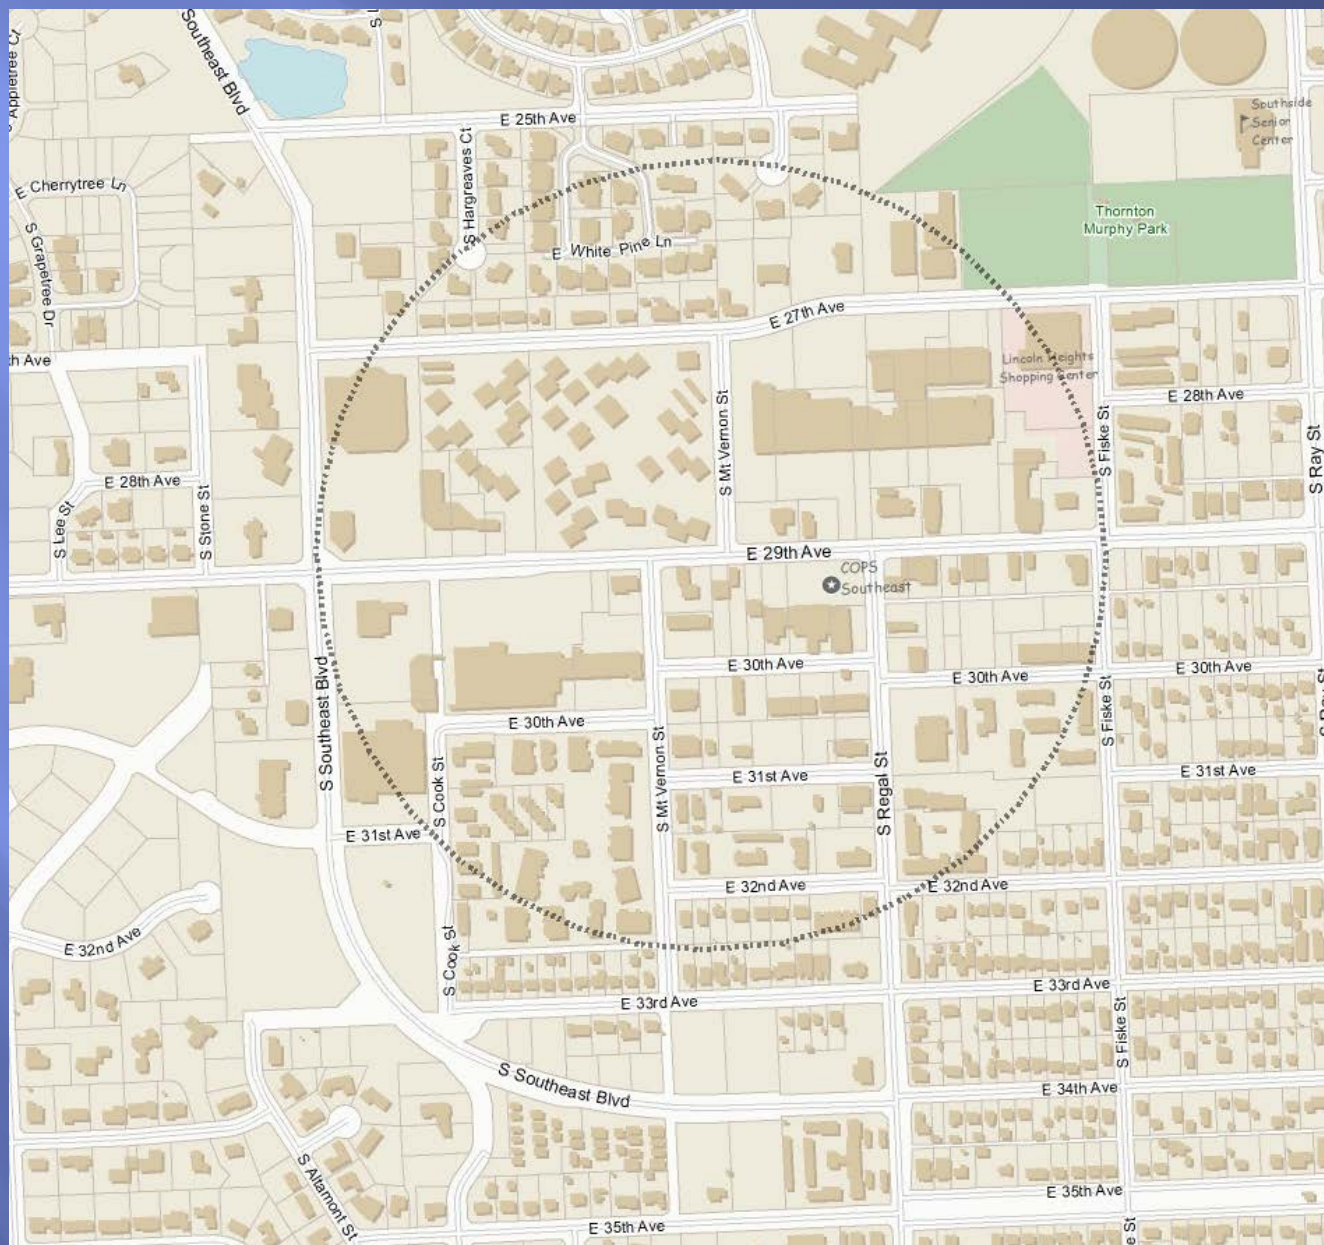 S Appletree Ct
Southeast Blvd
S
E 25th Ave
S Hargreaves Ct
Southside
Senior
Center
E Cherrytree Ln
S Grapetree Dr
E White Pine Ln
Thornton
Murphy Park
E 27th Ave
th Ave
Lincoln Heights
Shopping Center
S Mt Vernon St
E 28th Ave
S Fiske St
S Ray St
E 28th Ave
S Lee St
S Stone St
E 29th Ave
COPS
Southeast
E 30th Ave
E 30th Ave
E 30th Ave
S Southeast Blvd
S Fiske St
S Ray St
E 30th Ave
S Mt Vernon St
S Regal St
S Cook St
E 31st Ave
E 31st Ave
E 31st Ave
E 32nd Ave
E 32nd Ave
E 32nd Ave
S Cook St
E 33rd Ave
E 33rd Ave
S Fiske St
S Southeast Blvd
E 34th Ave
S Altamont St
E 35th Ave
E 35th Ave
e St